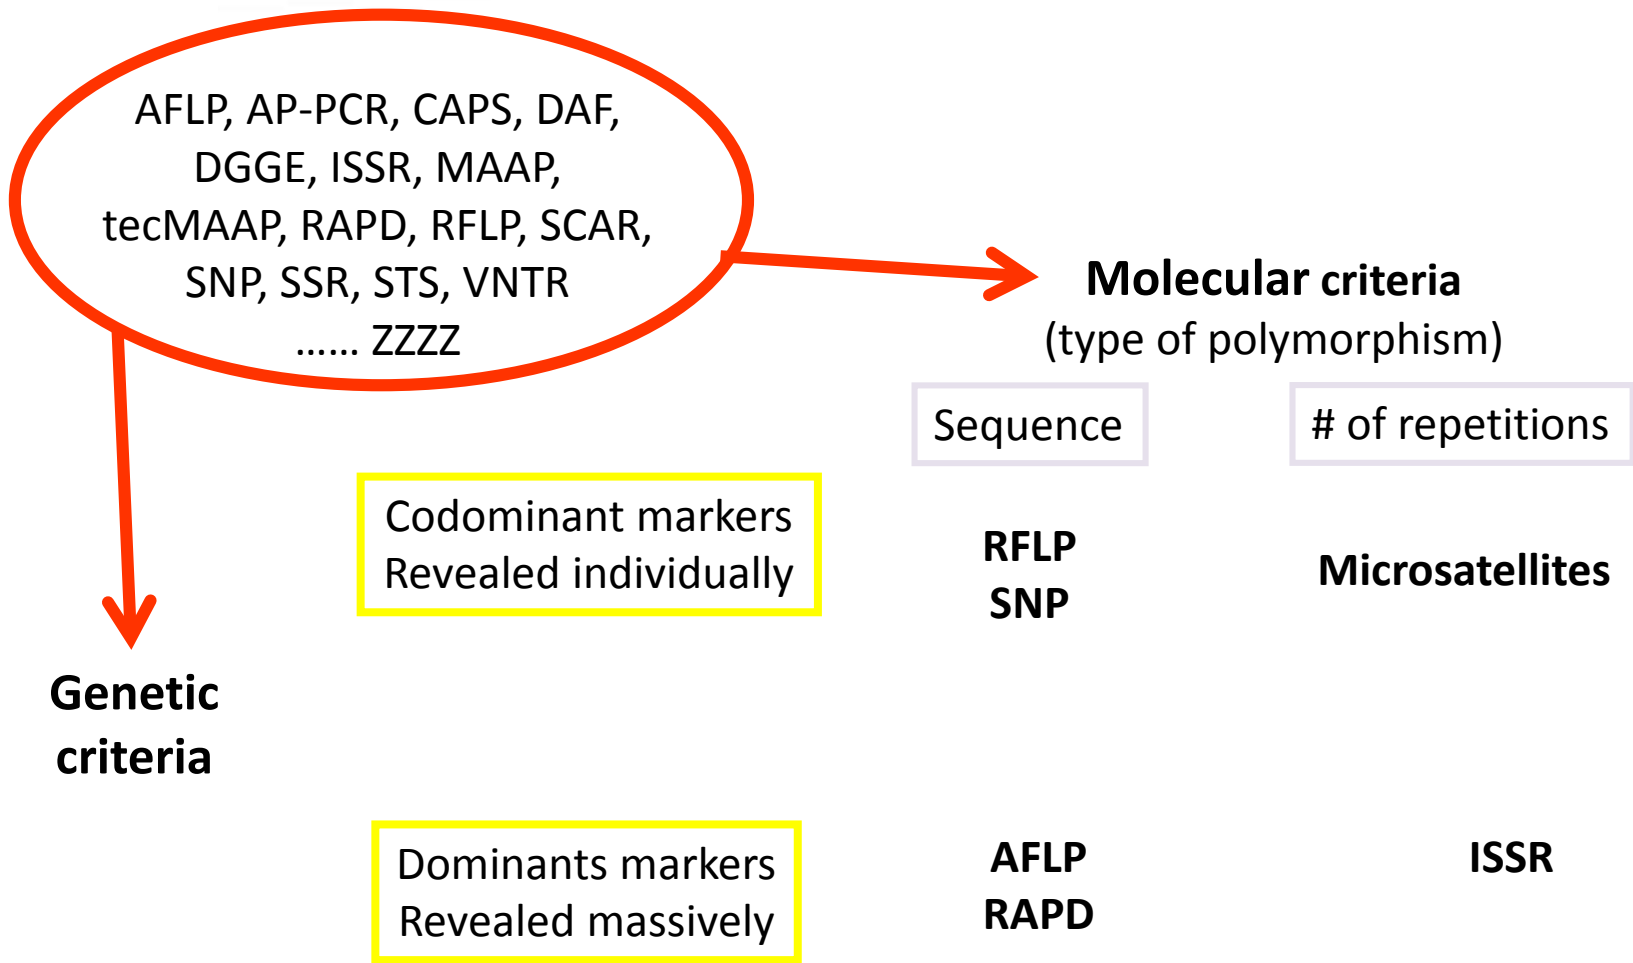 AFLP, AP-PCR, CAPS, DAF,
DGGE, ISSR, MAAP,
tecMAAP, RAPD, RFLP, SCAR,
SNP, SSR, STS, VNTR
...... ZZZZ
Molecular criteria
(type of polymorphism)
Sequence
# of repetitions
Codominant markers
Revealed individually
RFLP
SNP
Microsatellites
Genetic
criteria
Dominants markers
Revealed massively
AFLP
RAPD
ISSR